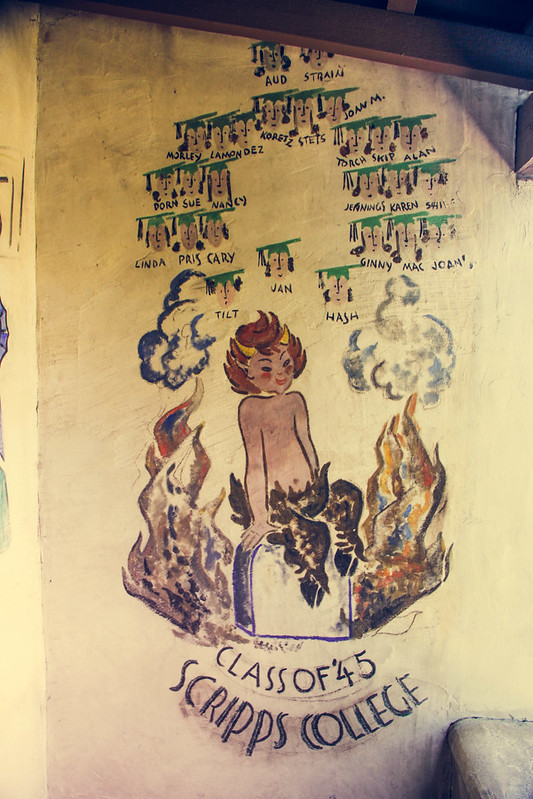 AUD STRAIN
JOAN M.
KORETZ STETS
MORLEY LAMONDEZ
TORCH SKIP ALAN
DORN SUE NANCY
JENNINGS KAREN
LINDA PRIS CARY
GINNY MAC JOAN
JAN
TILT
HASH
CLASS OF '45
SCRIPPS COLLEGE